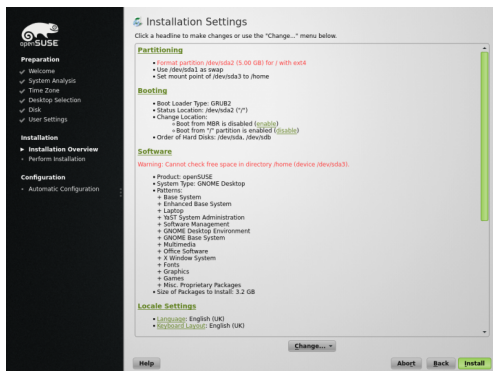 openSUSE
Preparation
Welcome
System Analysis
Time Zone
Desktop Selection
Disk
User Settings
Installation
Installation Overview
Perform Installation
Configuration
Automatic Configuration
Installation Settings
Click a headline to make changes or use the "Change..." menu below.
Partitioning
Format partition /dev/sda2 (5.00 GB) for / with ext4
Use /dev/sda1 as swap
Set mount point of /dev/sda3 to /home
Booting
Boot Loader Type: GRUB2
Status Location: /dev/sda2 ("/")
Change Location:
Boot from MBR is disabled (enable)
Boot from "/" partition is enabled (disable)
Order of Hard Disks: /dev/sda, /dev/sdb
Software
Warning: Cannot check free space in directory /home (device /dev/sda3).
Product: openSUSE
System Type: GNOME Desktop
Patterns:
+ Base System
+ Enhanced Base System
+ Laptop
+ YaST System Administration
+ Software Management
+ GNOME Desktop Environment
+ GNOME Base System
+ Multimedia
+ Office Software
+ X Window System
+ Fonts
+ Graphics
+ Games
+ Misc. Proprietary Packages
Size of Packages to Install: 3.2 GB
Locale Settings
Language: English (UK)
Keyboard Layout: English (UK)
Change...
Help
Abort
Back
Install